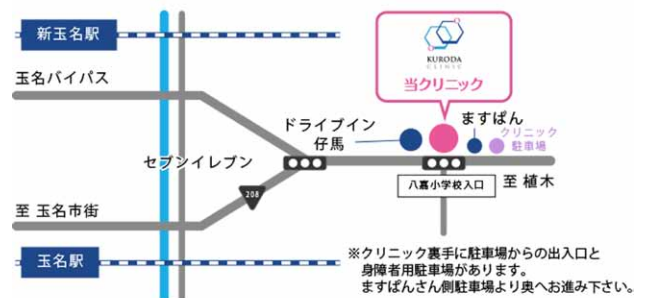 新玉名駅
KURODA
CLINIC
当クリニック
玉名バイパス
ドライブイン
仔馬
ますぱん
クリニック
駐車場
セブンイレブン
八嘉小学校入口
至 植木
208
至 玉名市街
玉名駅
※クリニック裏手に駐車場からの出入口と
身障者用駐車場があります。
ますぱんさん側駐車場より奥へお進み下さい。